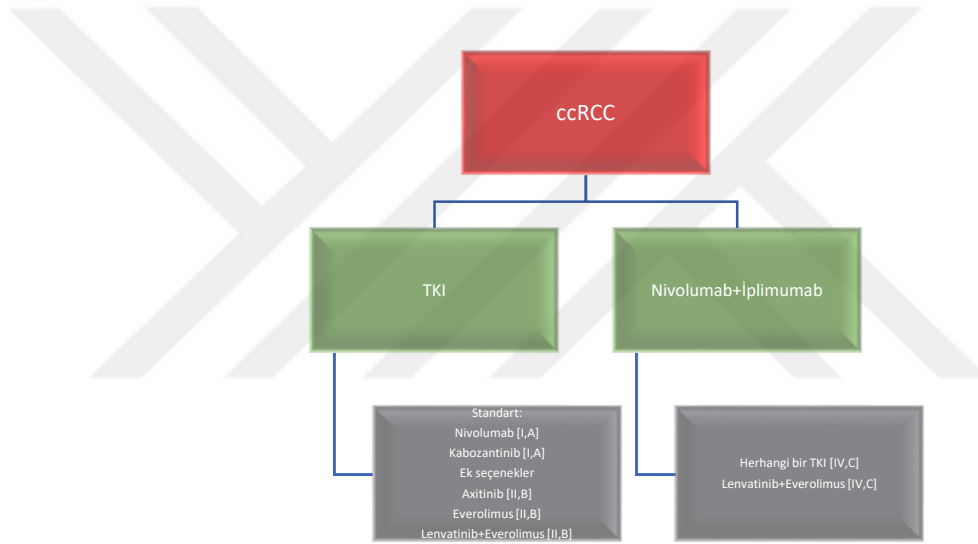 ccRCC
TKI
Nivolumab+İplimumab
Standart:
Nivolumab [I,A]
Kabozantinib [I,A]
Ek seçenekler
Axitinib [II,B]
Everolimus [II,B]
Lenvatinib+Everolimus [II,B]
Herhangi bir TKI [IV,C]
Lenvatinib+Everolimus [IV,C]